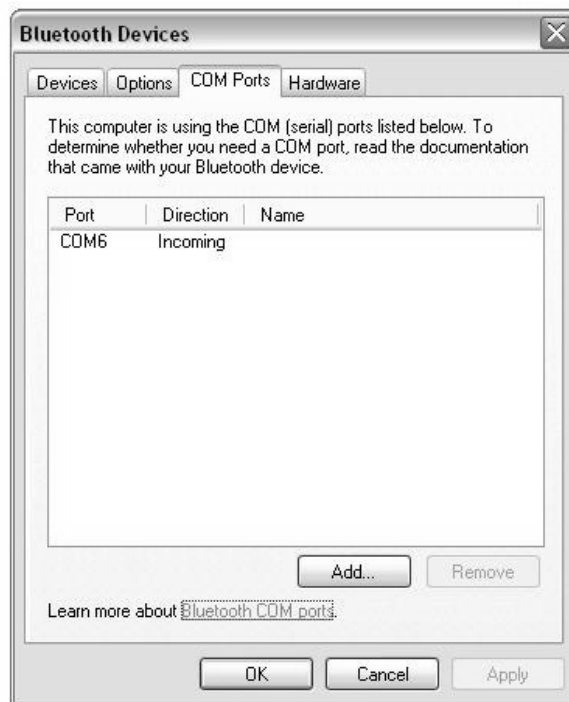 Bluetooth Devices
Devices Options COM Ports Hardware
This computer is using the COM (serial) ports listed below. To
determine whether you need a COM port, read the documentation
that came with your Bluetooth device.
Port Direction Name
COM6 Incoming
Add... Remove
Learn more about Bluetooth COM ports.
OK Cancel Apply